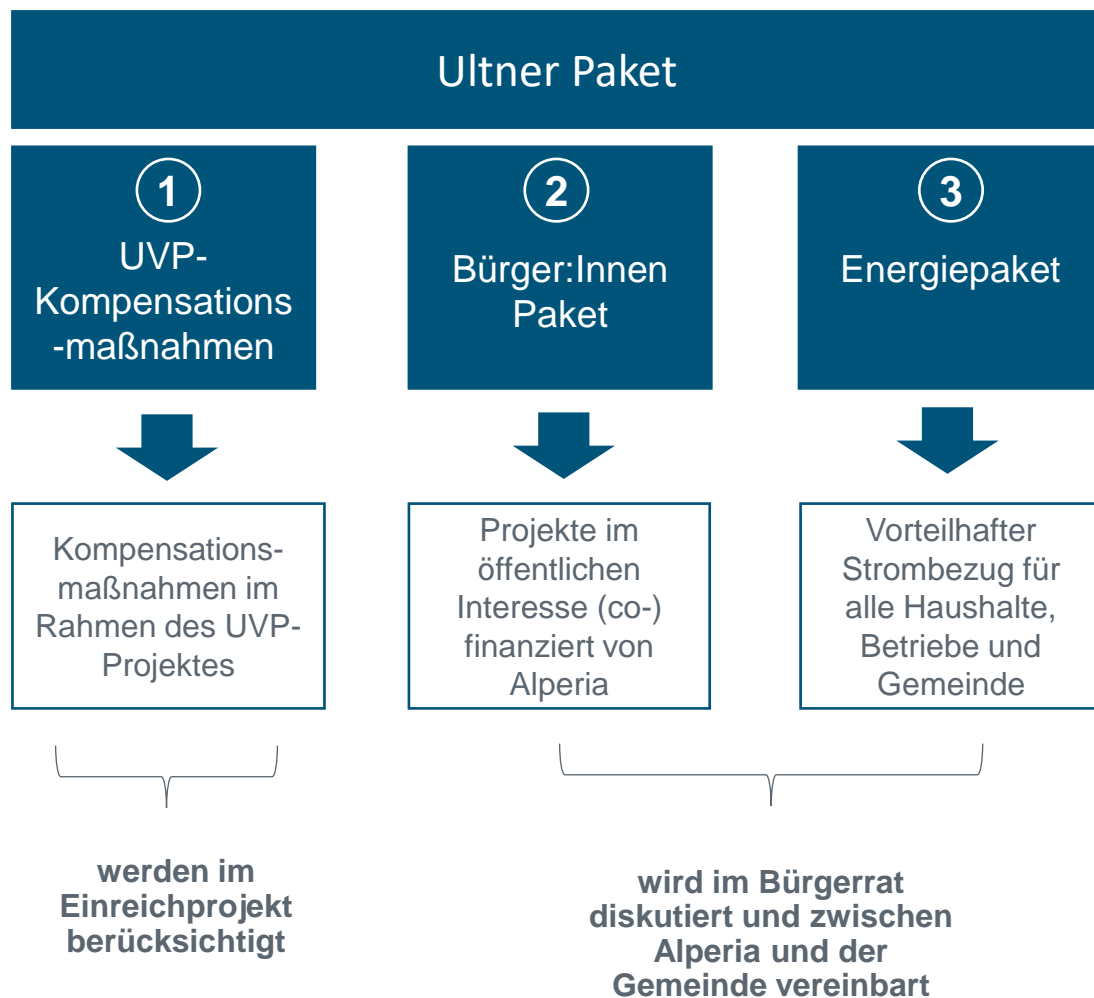 Ultner Paket
1
UVP-
Kompensations
-maßnahmen
2
Bürger:Innen
Paket
3
Energiepaket
Kompensations-
maßnahmen im
Rahmen des UVP-
Projektes
Projekte im
öffentlichen
Interesse (co-)
finanziert von
Alperia
Vorteilhafter
Strombezug für
alle Haushalte,
Betriebe und
Gemeinde
werden im
Einreichprojekt
berücksichtigt
wird im Bürgerrat
diskutiert und zwischen
Alperia und der
Gemeinde vereinbart